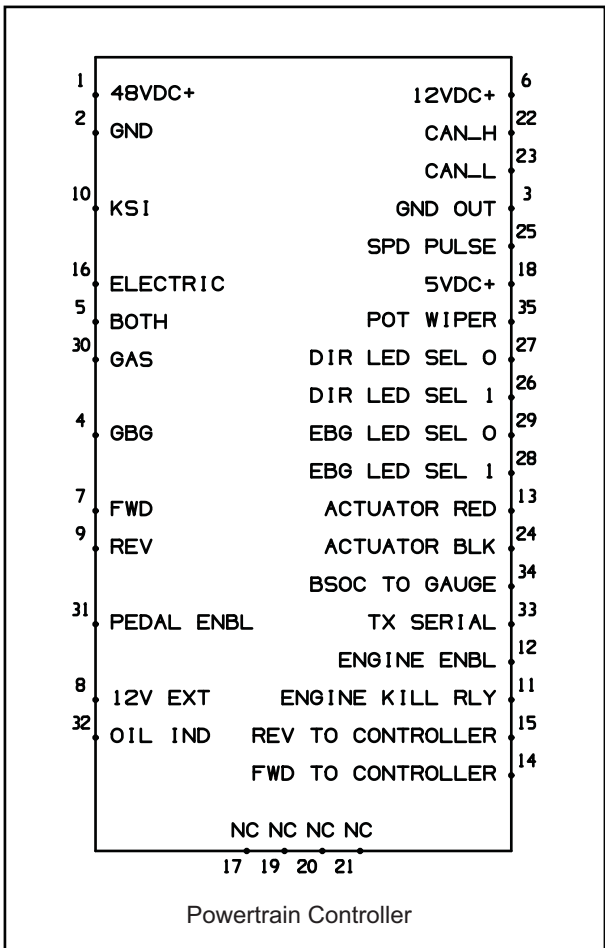 1 48VDC+ 12VDC+ 6
2 GND CAN_H 22
CAN_L 23
10 KSI GND OUT 3
SPD PULSE 25
16 ELECTRIC 5VDC+ 18
5 BOTH POT WIPER 35
30 GAS DIR LED SEL 0 27
DIR LED SEL 1 26
4 GBG EBG LED SEL 0 29
EBG LED SEL 1 28
7 FWD ACTUATOR RED 13
9 REV ACTUATOR BLK 24
BSOC TO GAUGE 34
31 PEDAL ENBL TX SERIAL 33
ENGINE ENBL 12
8 12V EXT ENGINE KILL RLY 11
32 OIL IND REV TO CONTROLLER 15
FWD TO CONTROLLER 14
NC NC NC NC
17 19 20 21
Powertrain Controller